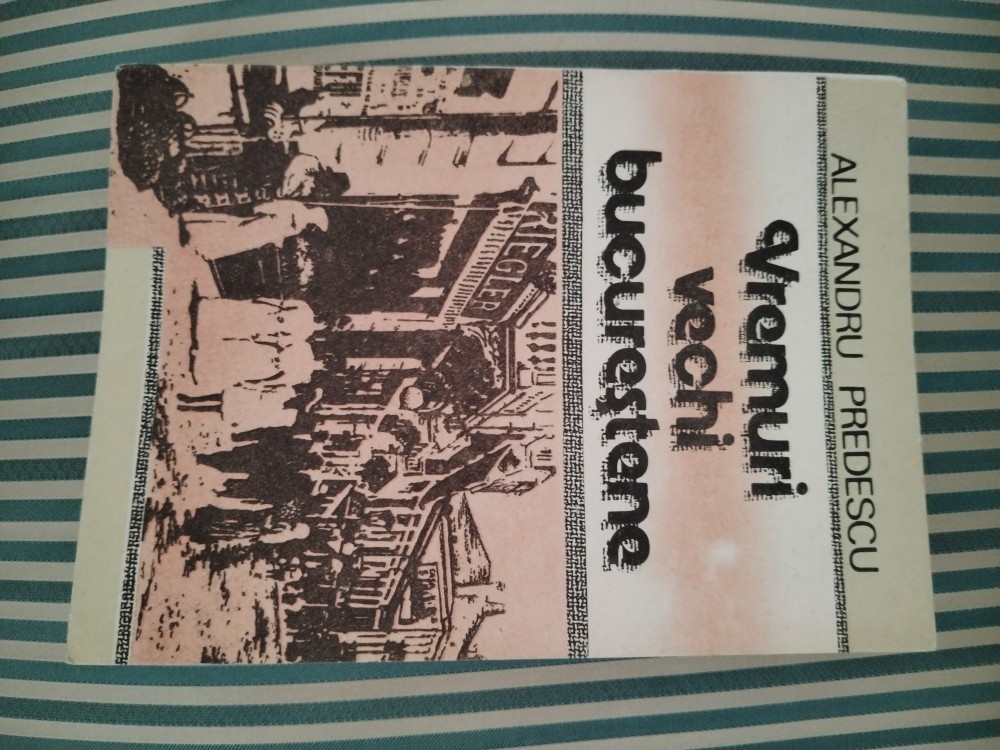 ALEXANDRU PREDESCU
Vremuri
vechi
bucureștene
RIEGLER